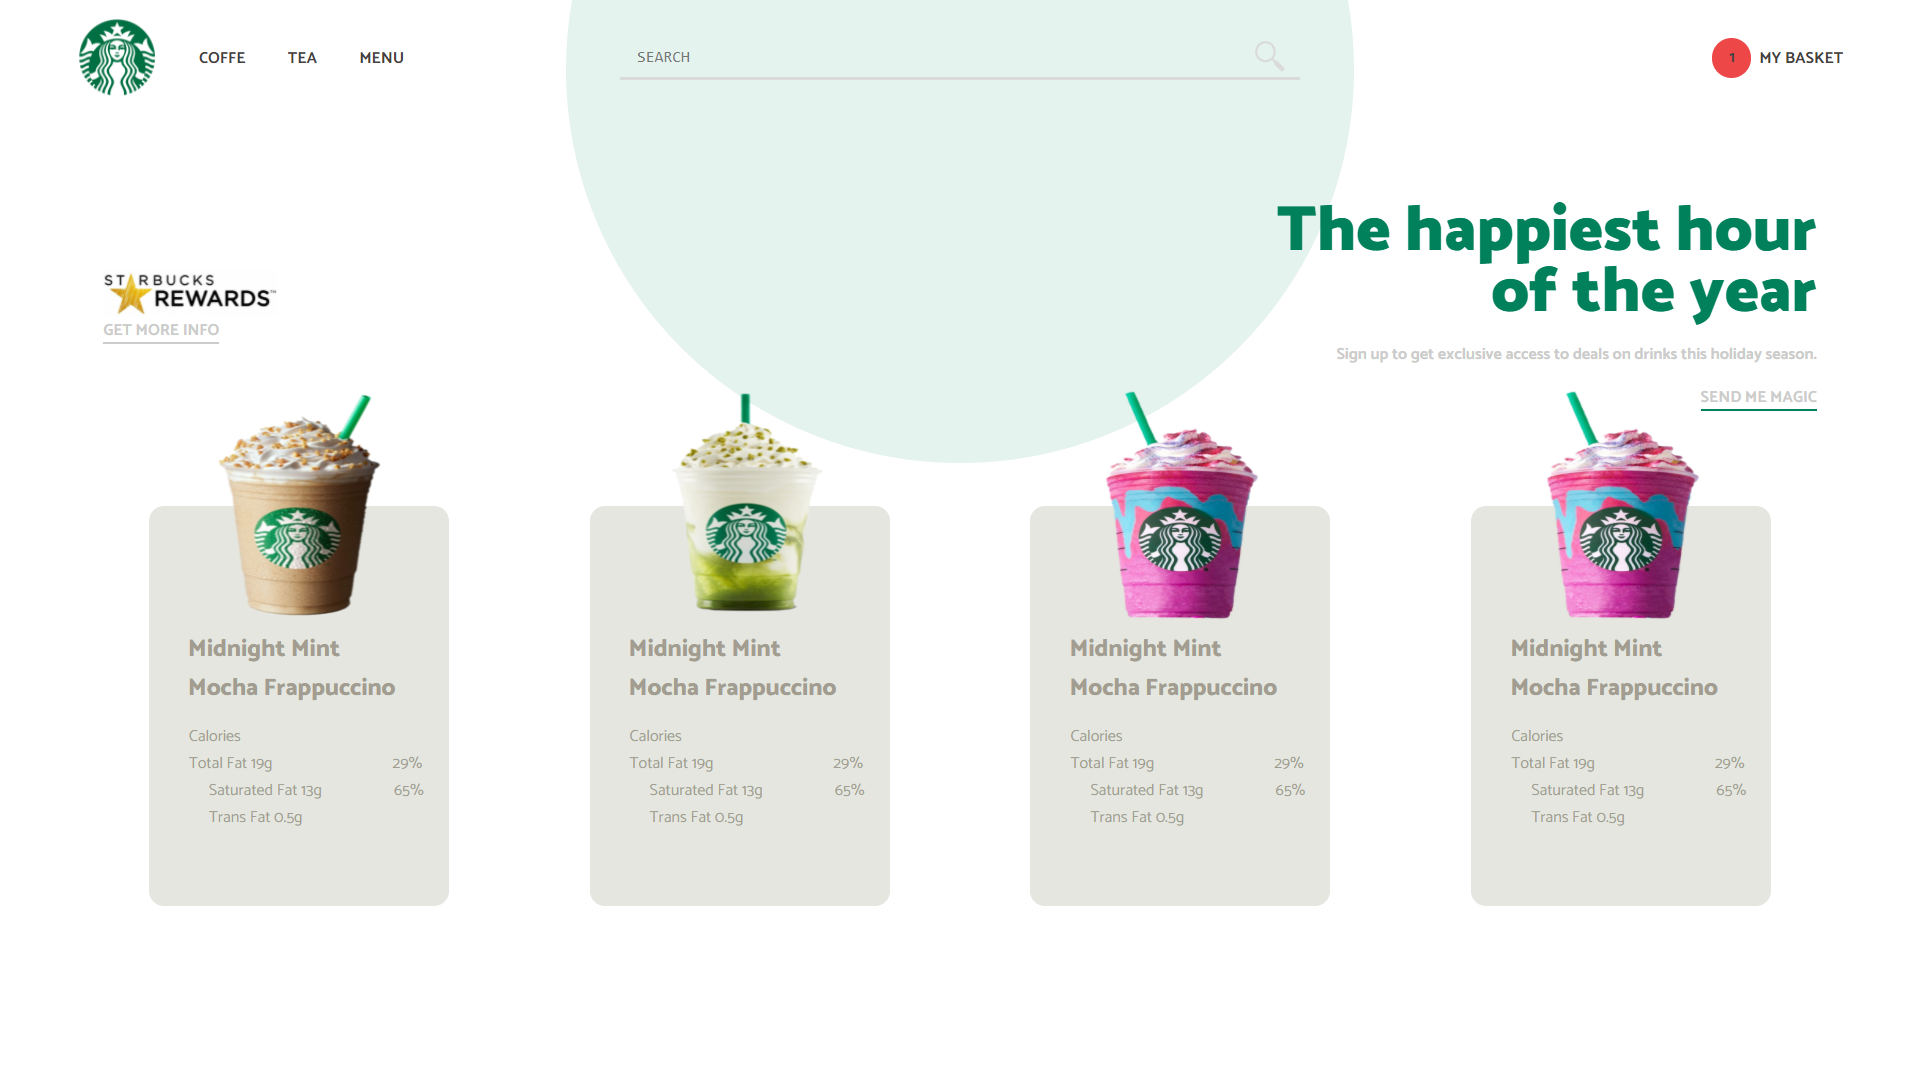 COFFE
TEA
MENU
SEARCH
1
MY BASKET
The happiest hour
of the year
STARBUCKS
REWARDS™
GET MORE INFO
Sign up to get exclusive access to deals on drinks this holiday season.
SEND ME MAGIC
Midnight Mint
Mocha Frappuccino
Calories
Total Fat 19g 29%
Saturated Fat 13g 65%
Trans Fat 0.5g
Midnight Mint
Mocha Frappuccino
Calories
Total Fat 19g 29%
Saturated Fat 13g 65%
Trans Fat 0.5g
Midnight Mint
Mocha Frappuccino
Calories
Total Fat 19g 29%
Saturated Fat 13g 65%
Trans Fat 0.5g
Midnight Mint
Mocha Frappuccino
Calories
Total Fat 19g 29%
Saturated Fat 13g 65%
Trans Fat 0.5g